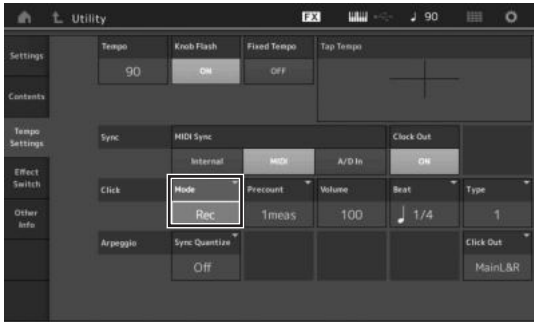 Utility FX 90
Settings
Contents
Tempo Settings
Effect Switch
Other Info
Tempo Knob Flash Fixed Tempo Tap Tempo
90 ON OFF
Sync MIDI Sync Clock Out
Internal MIDI A/D In ON
Click Mode Precount Volume Beat Type
Rec 1meas 100 1/4 1
Arpeggio Sync Quantize Click Out
Off MainL&R